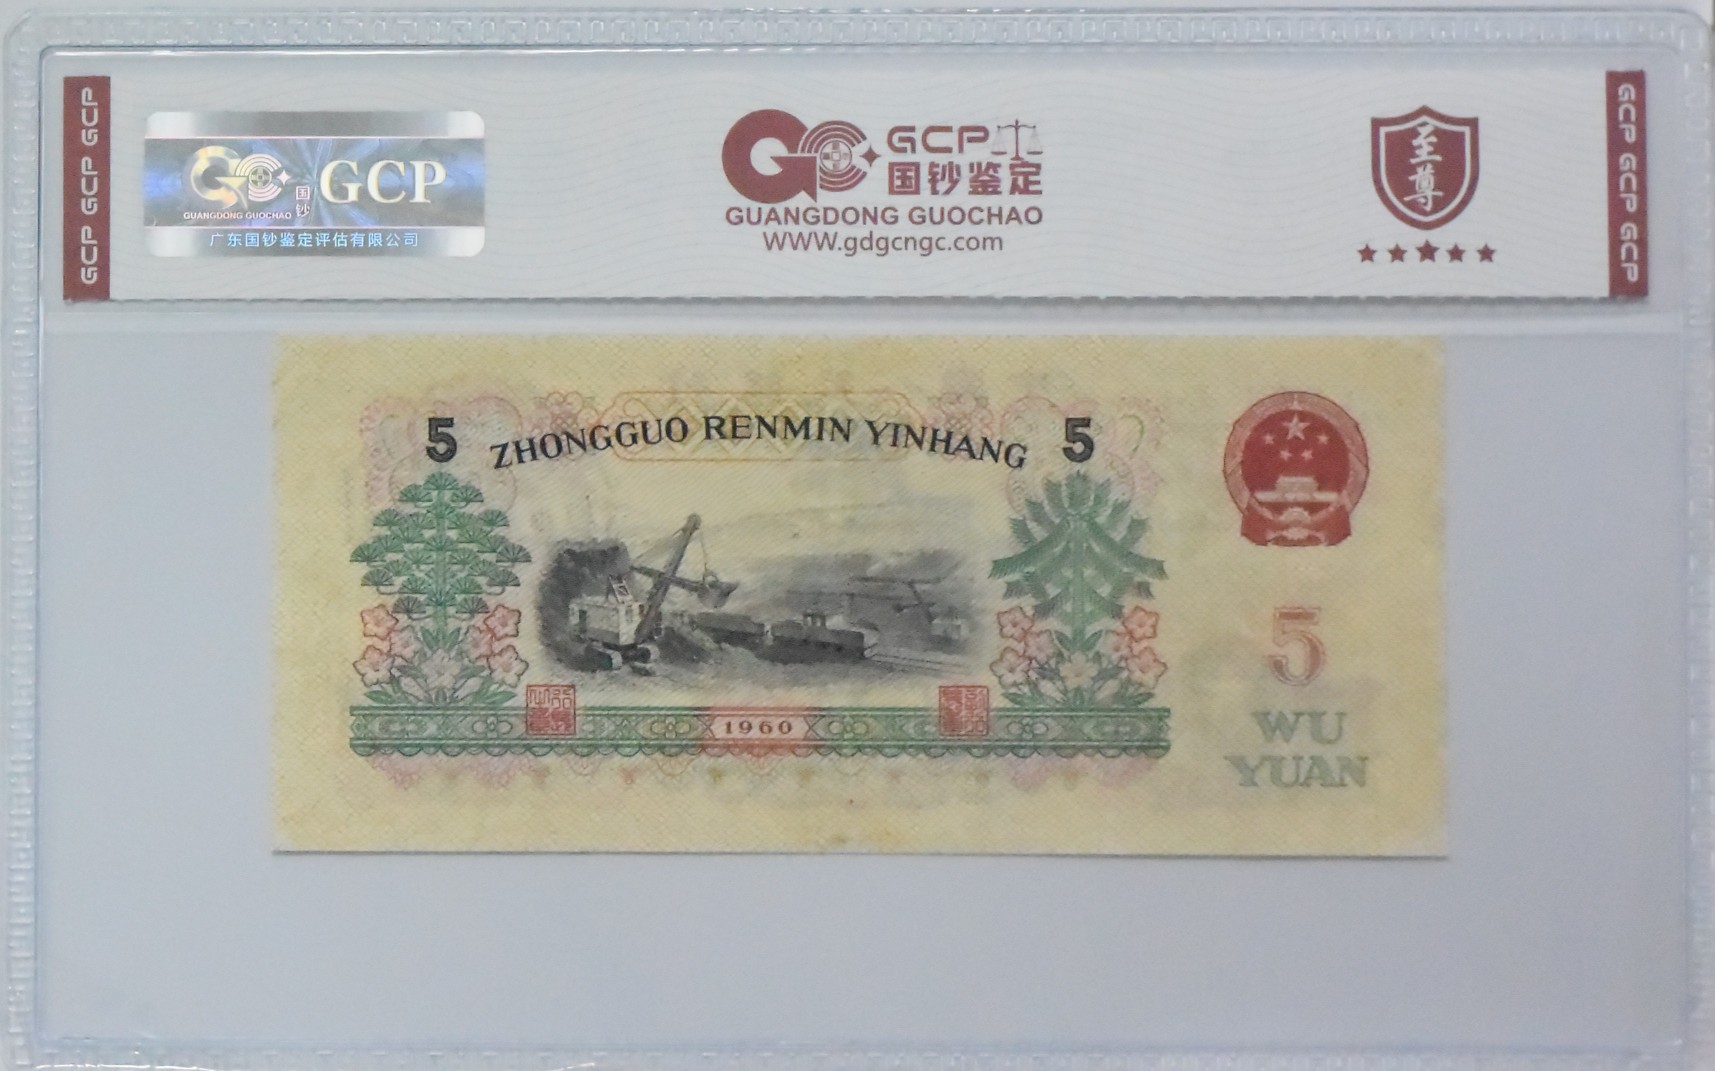 GCP GCP GCP
国钞
GCP
GUANGDONG GUOCHAO
广东国钞鉴定评估有限公司
GCP
国钞鉴定
GUANGDONG GUOCHAO
WWW.gdgcngc.com
至尊
GCP GCP GCP
5 ZHONGGUO RENMIN YINHANG 5
5
WU
YUAN
1960